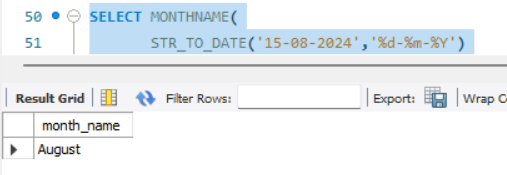 50 SELECT MONTHNAME(
51 STR_TO_DATE('15-08-2024','%d-%m-%Y')
Result Grid Filter Rows: Export: Wrap C
month_name
August